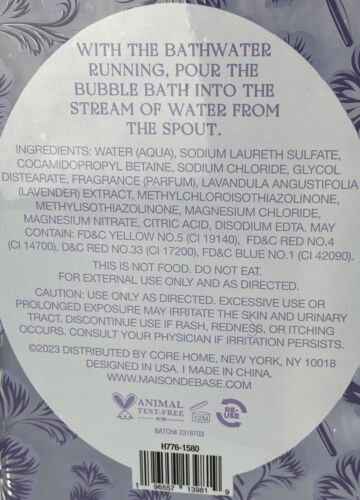 WITH THE BATHWATER
RUNNING, POUR THE
BUBBLE BATH INTO THE
STREAM OF WATER FROM
THE SPOUT.
INGREDIENTS: WATER (AQUA), SODIUM LAURETH SULFATE,
COCAMIDOPROPYL BETAINE, SODIUM CHLORIDE, GLYCOL
DISTEARATE, FRAGRANCE (PARFUM), LAVANDULA ANGUSTIFOLIA
(LAVENDER) EXTRACT, METHYLCHLOROISOTHIAZOLINONE,
METHYLISOTHIAZOLINONE, MAGNESIUM CHLORIDE,
MAGNESIUM NITRATE, CITRIC ACID, DISODIUM EDTA. MAY
CONTAIN: FD&C YELLOW NO.5 (CI 19140), FD&C RED NO.4
(CI 14700), D&C RED NO.33 (CI 17200), FD&C BLUE NO.1 (CI 42090).
THIS IS NOT FOOD. DO NOT EAT.
FOR EXTERNAL USE ONLY AND AS DIRECTED.
CAUTION: USE ONLY AS DIRECTED. EXCESSIVE USE OR
PROLONGED EXPOSURE MAY IRRITATE THE SKIN AND URINARY
TRACT. DISCONTINUE USE IF RASH, REDNESS, OR ITCHING
OCCURS. CONSULT YOUR PHYSICIAN IF IRRITATION PERSISTS.
©2023 DISTRIBUTED BY CORE HOME, NEW YORK, NY 10018
DESIGNED IN USA. I MADE IN CHINA.
WWW.MAISONDEBASE.COM
ANIMAL
TEST-FREE
12M
RE-
USE
BATCH# 2318703
H776-1580
1 96557 13981 9